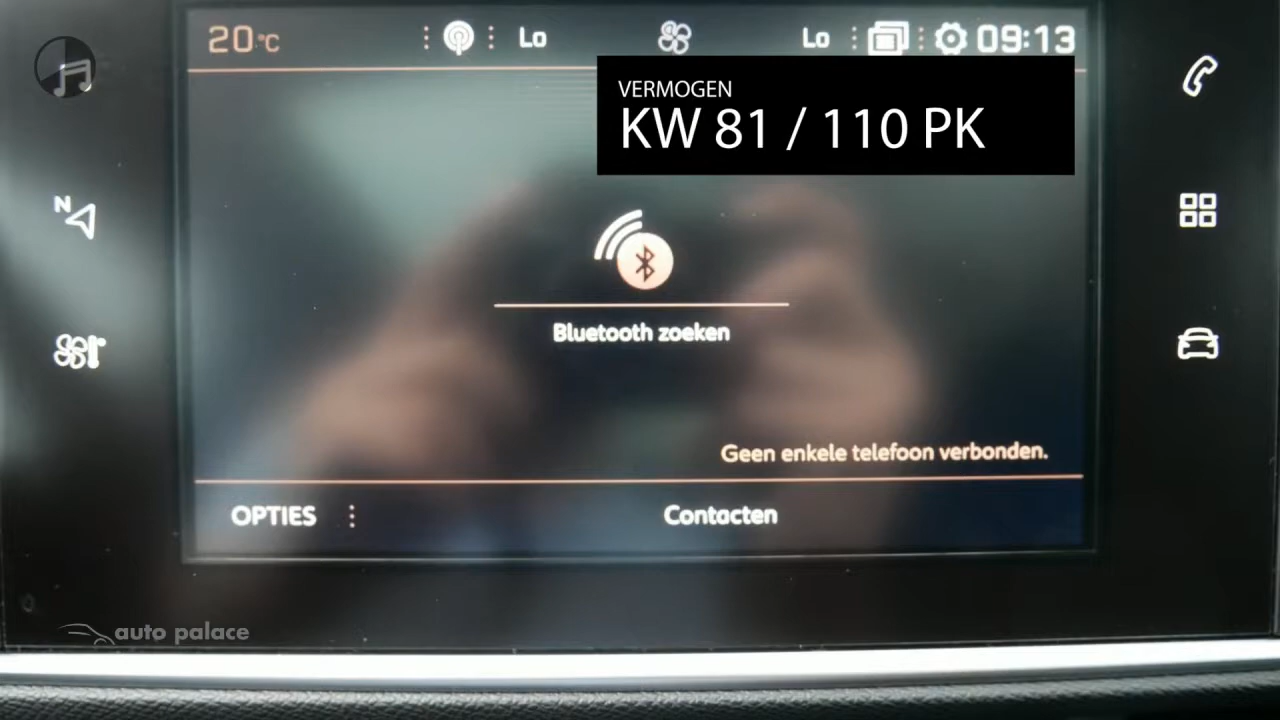 20°C Lo Lo 09:13
VERMOGEN
KW 81 / 110 PK
N
Bluetooth zoeken
Geen enkele telefoon verbonden.
OPTIES Contacten
auto palace